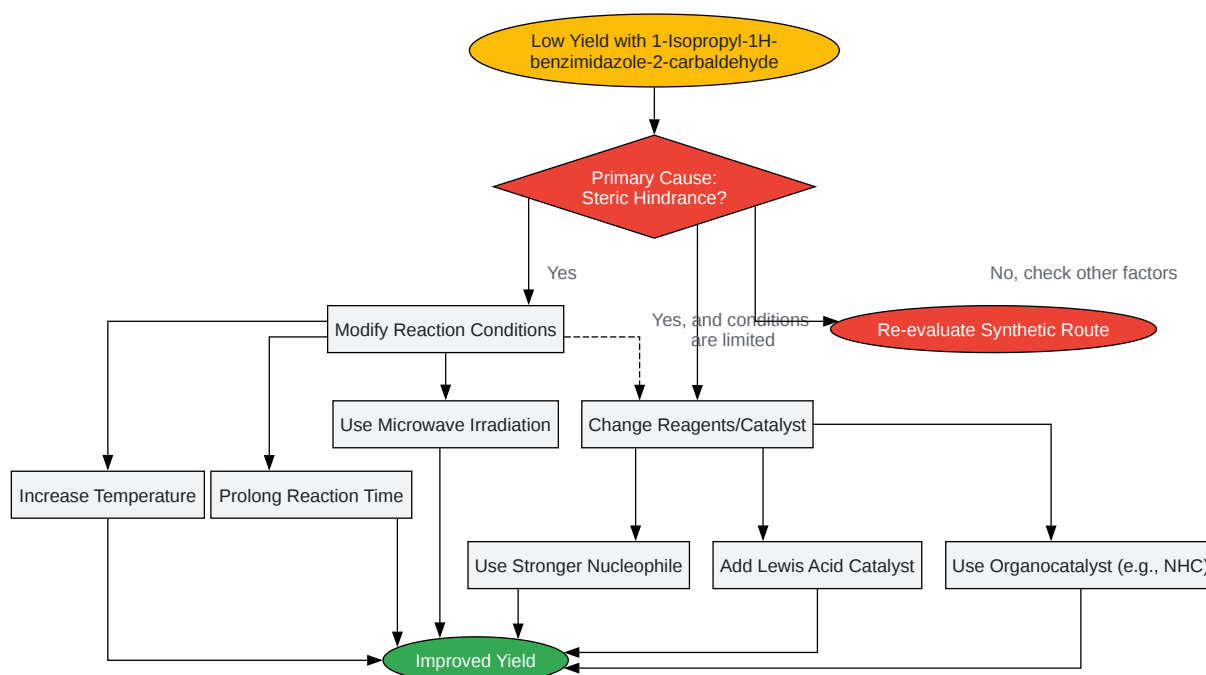 Low Yield with 1-Isopropyl-1H-
benzimidazole-2-carbaldehyde
Primary Cause:
Steric Hindrance?
Yes
No, check other factors
Yes, and conditions
are limited
Modify Reaction Conditions
Re-evaluate Synthetic Route
Use Microwave Irradiation
Change Reagents/Catalyst
Increase Temperature
Prolong Reaction Time
Use Stronger Nucleophile
Add Lewis Acid Catalyst
Use Organocatalyst (e.g., NHC)
Improved Yield